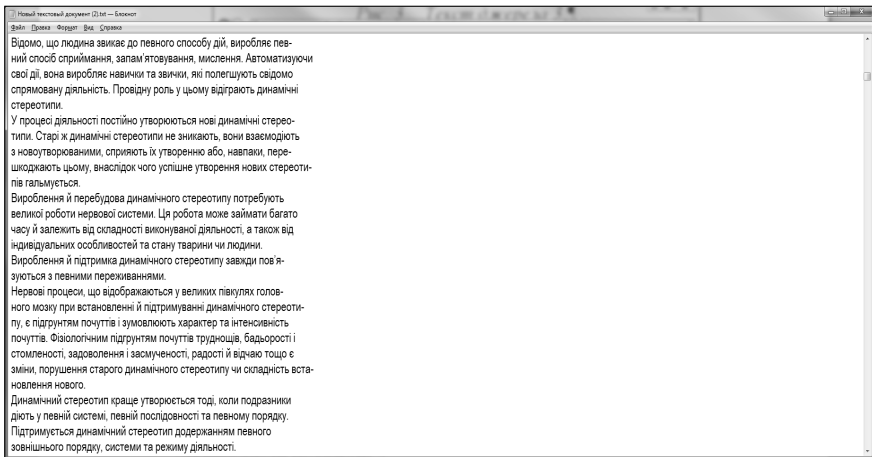 Новый текстовый документ (2).txt — Блокнот
Файл Правка Формат Вид Справка
Відомо, що людина звикає до певного способу дій, виробляє пев-
ний спосіб сприймання, запам'ятовування, мислення. Автоматизуючи
свої дії, вона виробляє навички та звички, які полегшують свідомо
спрямовану діяльність. Провідну роль у цьому відіграють динамічні
стереотипи.
У процесі діяльності постійно утворюються нові динамічні стерео-
типи. Старі ж динамічні стереотипи не зникають, вони взаємодіють
з новоутворюваними, сприяють їх утворенню або, навпаки, пере-
шкоджають цьому, внаслідок чого успішне утворення нових стереоти-
пів гальмується.
Вироблення й перебудова динамічного стереотипу потребують
великої роботи нервової системи. Ця робота може займати багато
часу й залежить від складності виконуваної діяльності, а також від
індивідуальних особливостей та стану тварини чи людини.
Вироблення й підтримка динамічного стереотипу завжди пов'я-
зуються з певними переживаннями.
Нервові процеси, що відображаються у великих півкулях голов-
ного мозку при встановленні й підтримуванні динамічного стереоти-
пу, є підгрунтям почуттів і зумовлюють характер та інтенсивність
почуттів. Фізіологічним підгрунтям почуттів труднощів, бадьорості і
стомленості, задоволення і засмученості, радості й відчаю тощо є
зміни, порушення старого динамічного стереотипу чи складність вста-
новлення нового.
Динамічний стереотип краще утворюється тоді, коли подразники
діють у певній системі, певній послідовності та певному порядку.
Підтримується динамічний стереотип додержанням певного
зовнішнього порядку, системи та режиму діяльності.